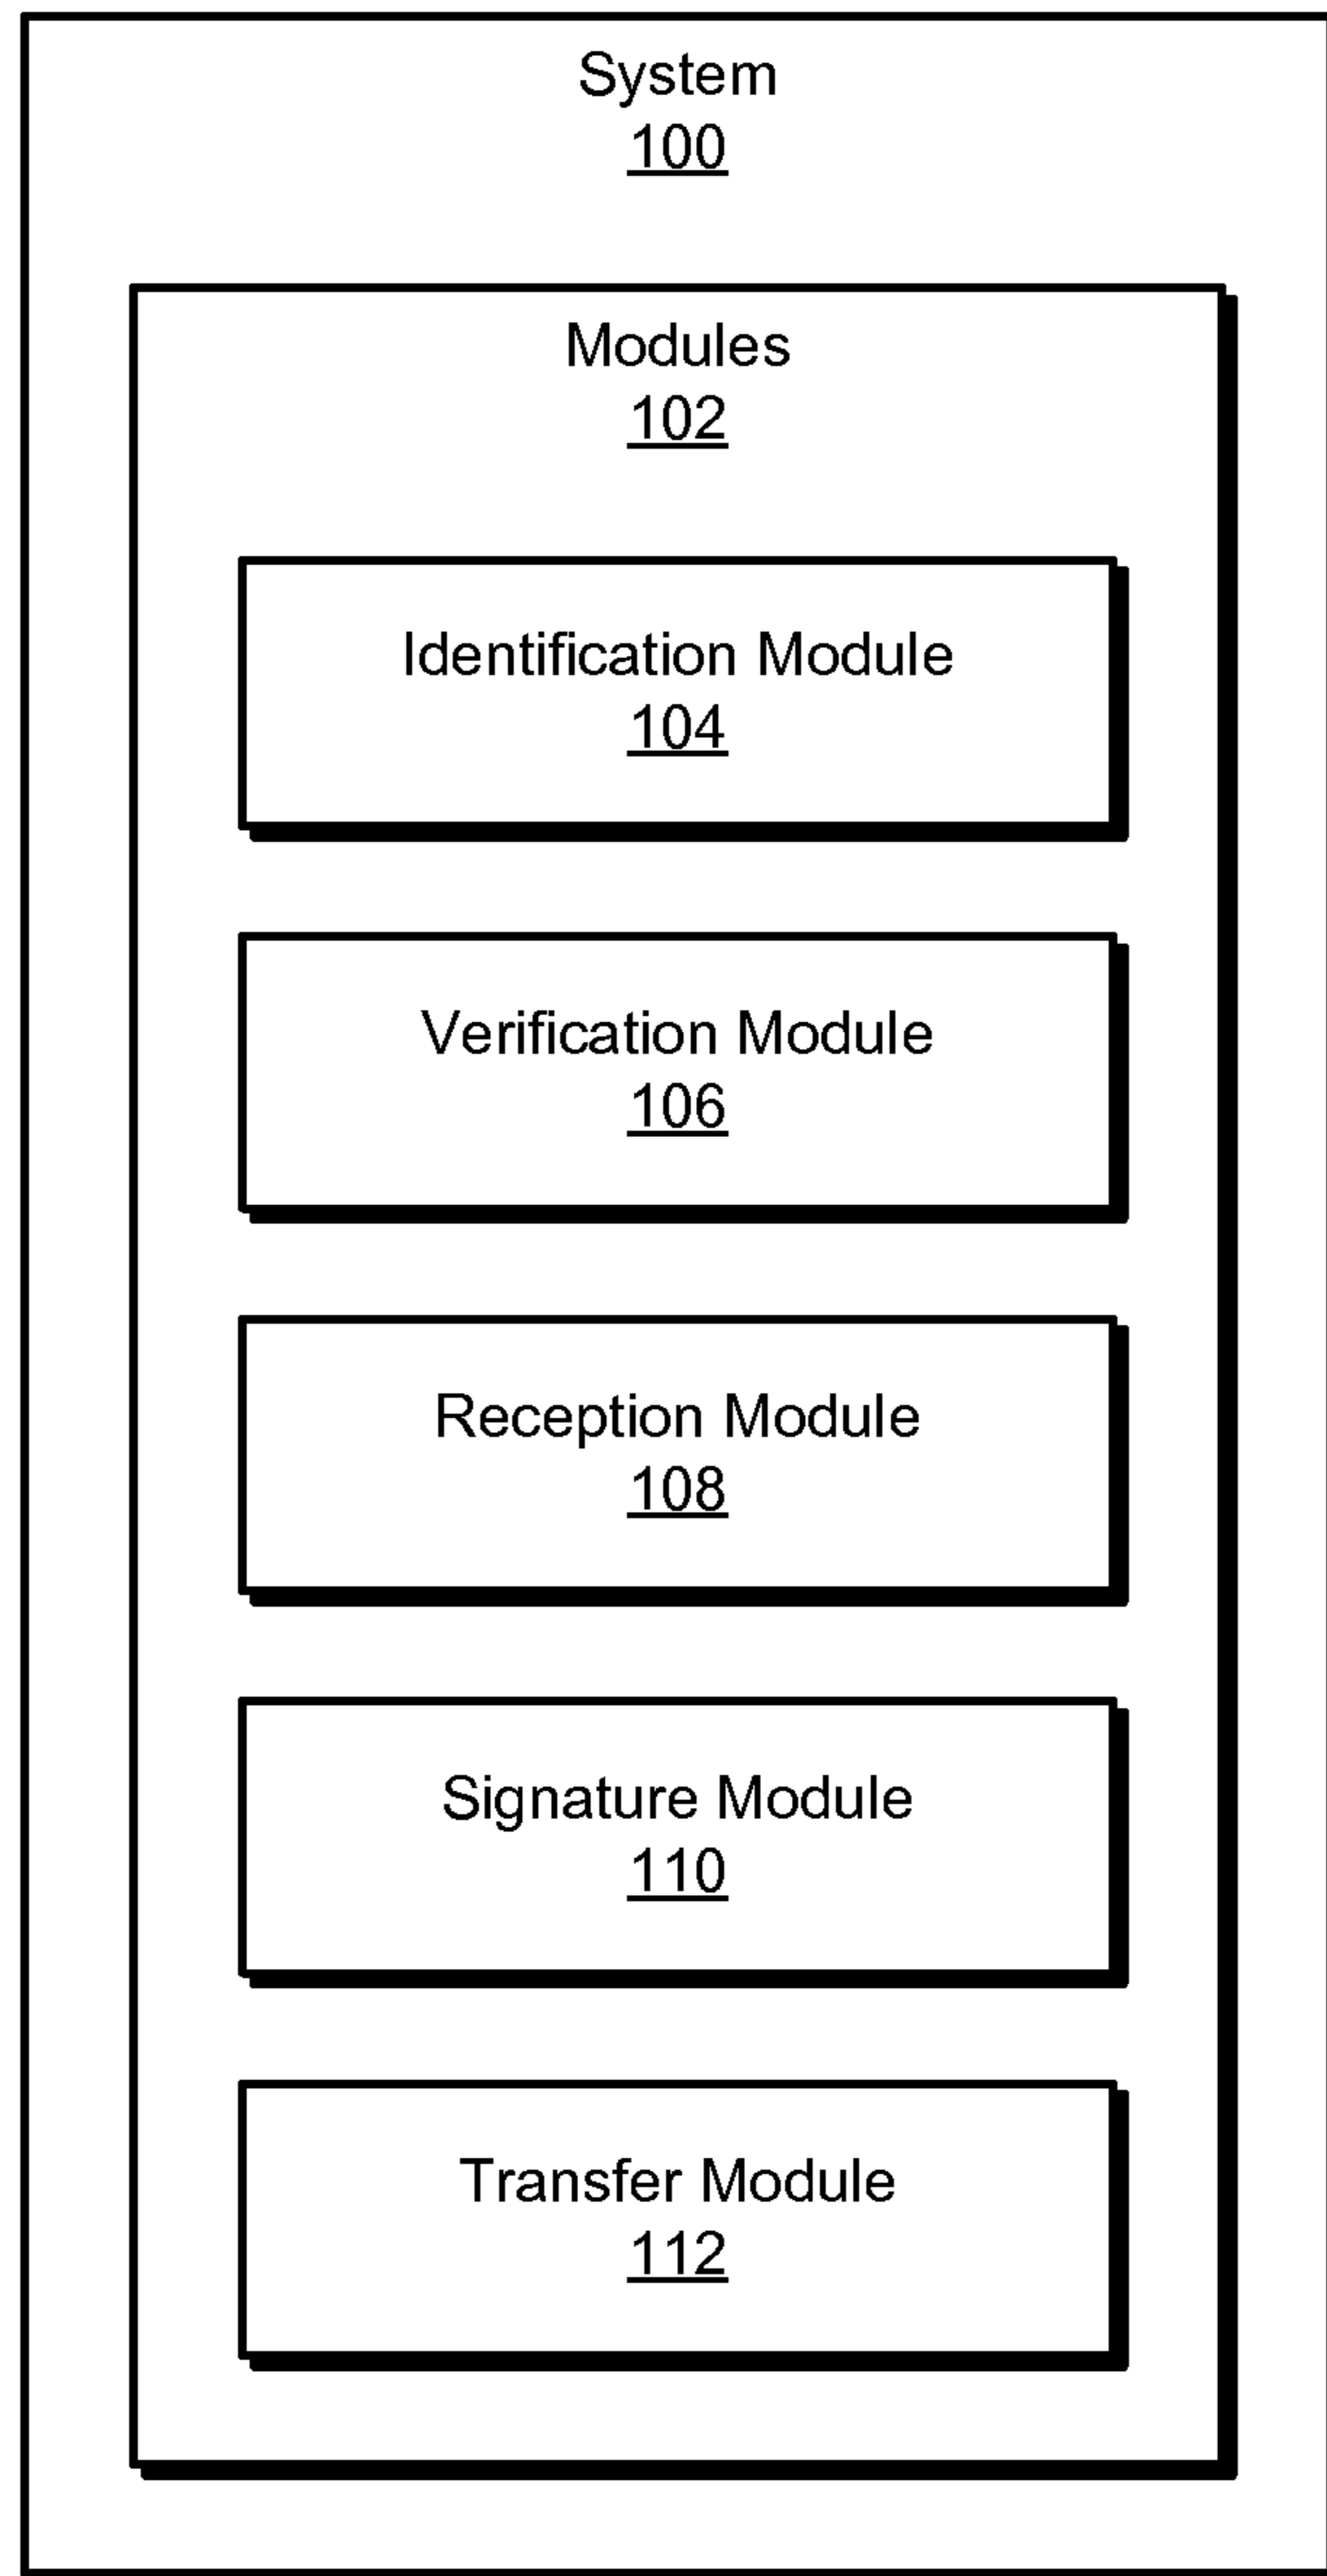 System
100
Modules
102
Identification Module
104
Verification Module
106
Reception Module
108
Signature Module
110
Transfer Module
112